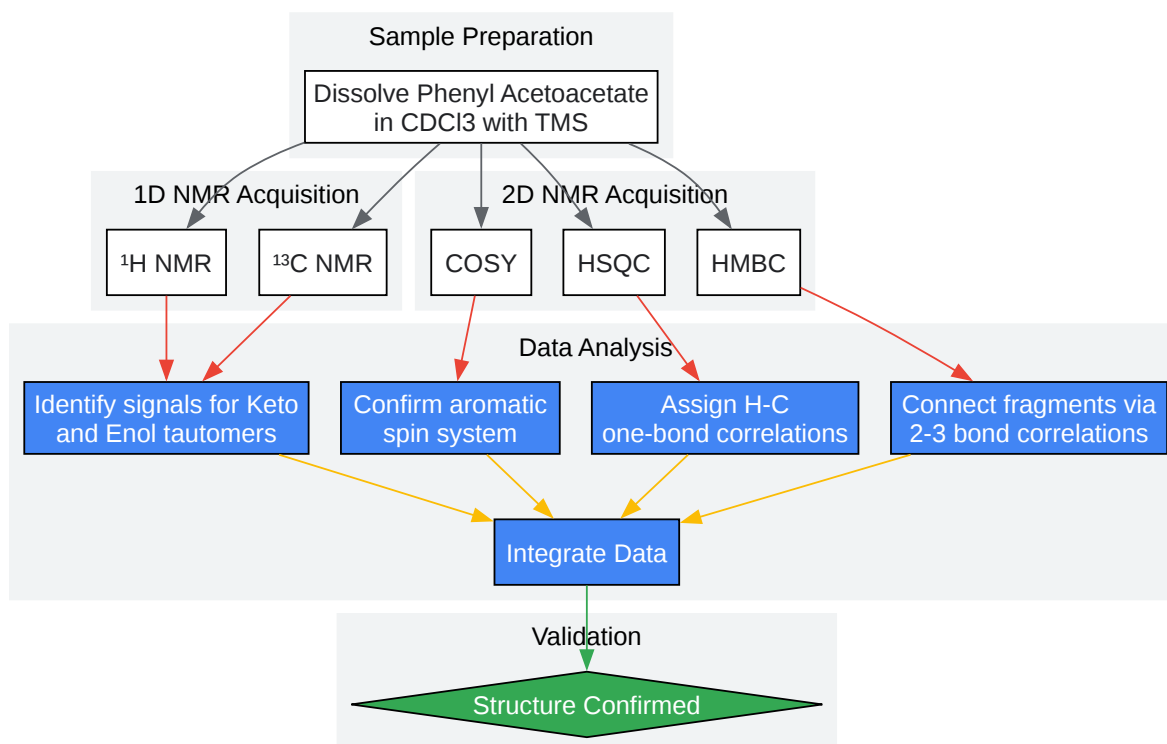 Sample Preparation
Dissolve Phenyl Acetoacetate
in CDCl3 with TMS
1D NMR Acquisition
2D NMR Acquisition
¹H NMR
¹³C NMR
COSY
HSQC
HMBC
Data Analysis
Identify signals for Keto
and Enol tautomers
Confirm aromatic
spin system
Assign H-C
one-bond correlations
Connect fragments via
2-3 bond correlations
Integrate Data
Validation
Structure Confirmed